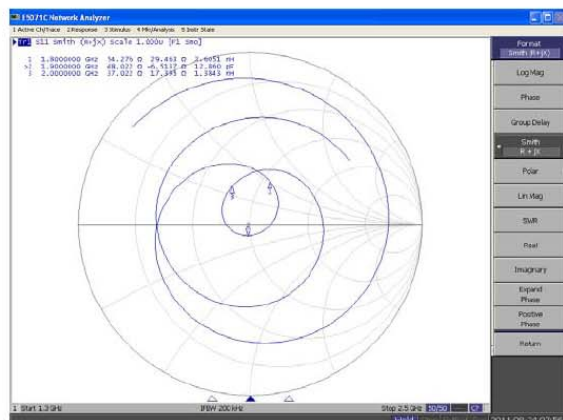 E5071C Network Analyzer
1 Active Ch/Trace 2 Response 3 Stimulus 4 Mkr/Analysis 5 Instr State
Tr1 S11 Smith (R+jX) Scale 1.000U [F1 Smo]
1 1.8000000 GHz 54.276 Ω 29.463 Ω 2.6051 nH
>2 1.9000000 GHz 48.022 Ω -6.5137 Ω 12.860 pF
3 2.0000000 GHz 37.022 Ω 17.395 Ω 1.3843 nH
Format
Smith (R+jX)
Log Mag
Phase
Group Delay
Smith
R + jX
Polar
Lin Mag
SWR
Real
Imaginary
Expand
Phase
Positive
Phase
Return
1 Start 1.3 GHz IFBW 200 kHz Stop 2.5 GHz